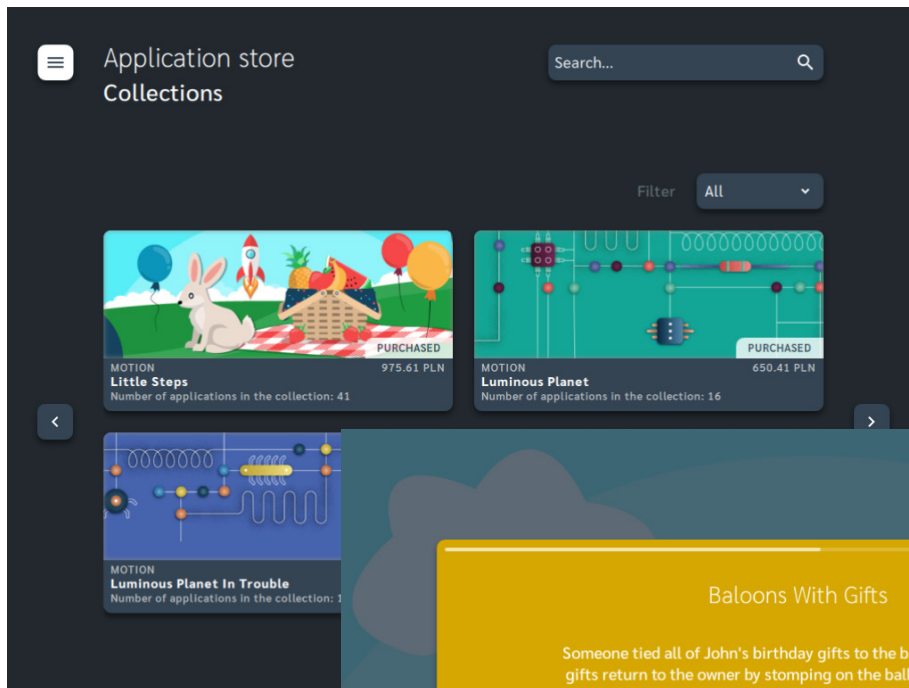 Application store
Collections
Search...
Filter
All
PURCHASED
MOTION
975.61 PLN
Little Steps
Number of applications in the collection: 41
PURCHASED
MOTION
650.41 PLN
Luminous Planet
Number of applications in the collection: 16
MOTION
Luminous Planet In Trouble
Number of applications in the collection:
Baloons With Gifts
Someone tied all of John's birthday gifts to the
gifts return to the owner by stomping on the